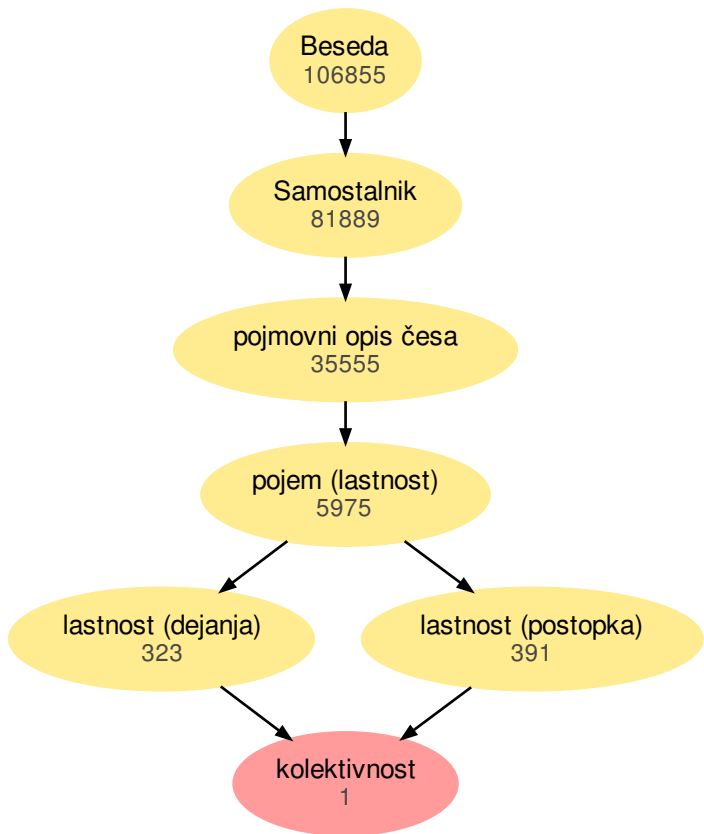 Beseda
106855
Samostalnik
81889
pojmovni opis česa
35555
pojem (lastnost)
5975
lastnost (dejanja)
323
lastnost (postopka)
391
kolektivnost
1